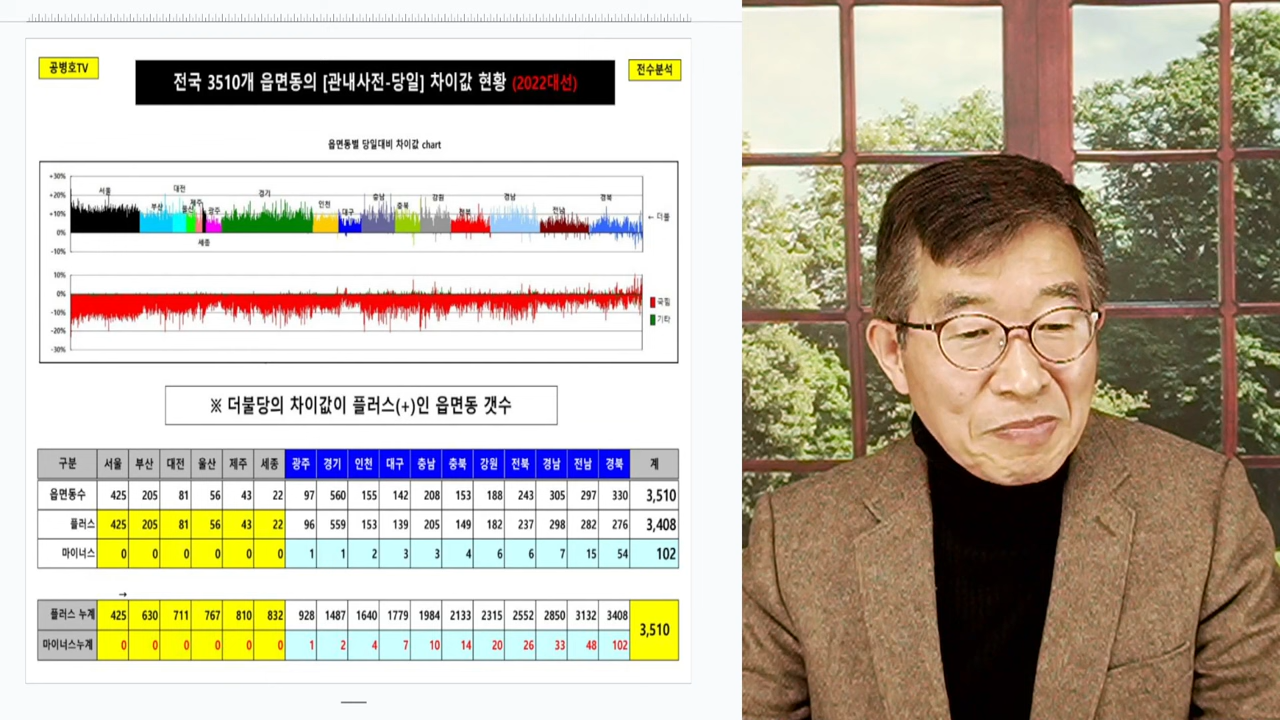 공병호TV
전국 3510개 읍면동의 [관내사전-당일] 차이값 현황 (2022대선)
전수분석
읍면동별 당일대비 차이값 chart
+30%
+20%
+10%
0%
-10%
서울
부산
대전
울산
제주
세종
광주
경기
인천
대구
충남
충북
강원
전북
경남
전남
경북
← 더불
10%
0%
-10%
-20%
-30%
국힘
기타
※ 더불당의 차이값이 플러스(+)인 읍면동 갯수
구분 서울 부산 대전 울산 제주 세종 광주 경기 인천 대구 충남 충북 강원 전북 경남 전남 경북 계
읍면동수 425 205 81 56 43 22 97 560 155 142 208 153 188 243 305 297 330 3,510
플러스 425 205 81 56 43 22 96 559 153 139 205 149 182 237 298 282 276 3,408
마이너스 0 0 0 0 0 0 1 1 2 3 3 4 6 6 7 15 54 102
→
플러스 누계 425 630 711 767 810 832 928 1487 1640 1779 1984 2133 2315 2552 2850 3132 3408 3,510
마이너스누계 0 0 0 0 0 0 1 2 4 7 10 14 20 26 33 48 102